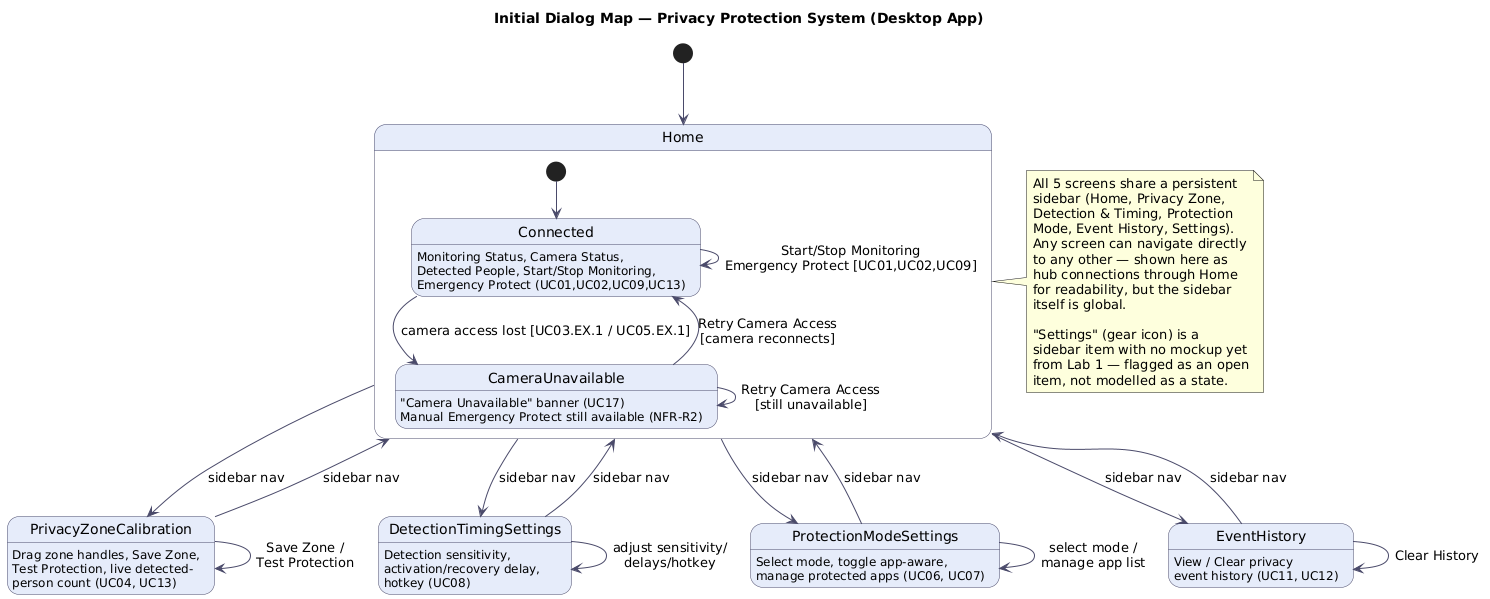 Initial Dialog Map — Privacy Protection System (Desktop App)
Home
Connected
Monitoring Status, Camera Status,
Detected People, Start/Stop Monitoring,
Emergency Protect (UC01,UC02,UC09,UC13)
Start/Stop Monitoring
Emergency Protect [UC01,UC02,UC09]
camera access lost [UC03.EX.1 / UC05.EX.1]
Retry Camera Access
[camera reconnects]
CameraUnavailable
"Camera Unavailable" banner (UC17)
Manual Emergency Protect still available (NFR-R2)
Retry Camera Access
[still unavailable]
All 5 screens share a persistent
sidebar (Home, Privacy Zone,
Detection & Timing, Protection
Mode, Event History, Settings).
Any screen can navigate directly
to any other — shown here as
hub connections through Home
for readability, but the sidebar
itself is global.
"Settings" (gear icon) is a
sidebar item with no mockup yet
from Lab 1 — flagged as an open
item, not modelled as a state.
sidebar nav
sidebar nav
sidebar nav
sidebar nav
sidebar nav
sidebar nav
sidebar nav
sidebar nav
PrivacyZoneCalibration
Drag zone handles, Save Zone,
Test Protection, live detected-
person count (UC04, UC13)
Save Zone /
Test Protection
DetectionTimingSettings
Detection sensitivity,
activation/recovery delay,
hotkey (UC08)
adjust sensitivity/
delays/hotkey
ProtectionModeSettings
Select mode, toggle app-aware,
manage protected apps (UC06, UC07)
select mode /
manage app list
EventHistory
View / Clear privacy
event history (UC11, UC12)
Clear History